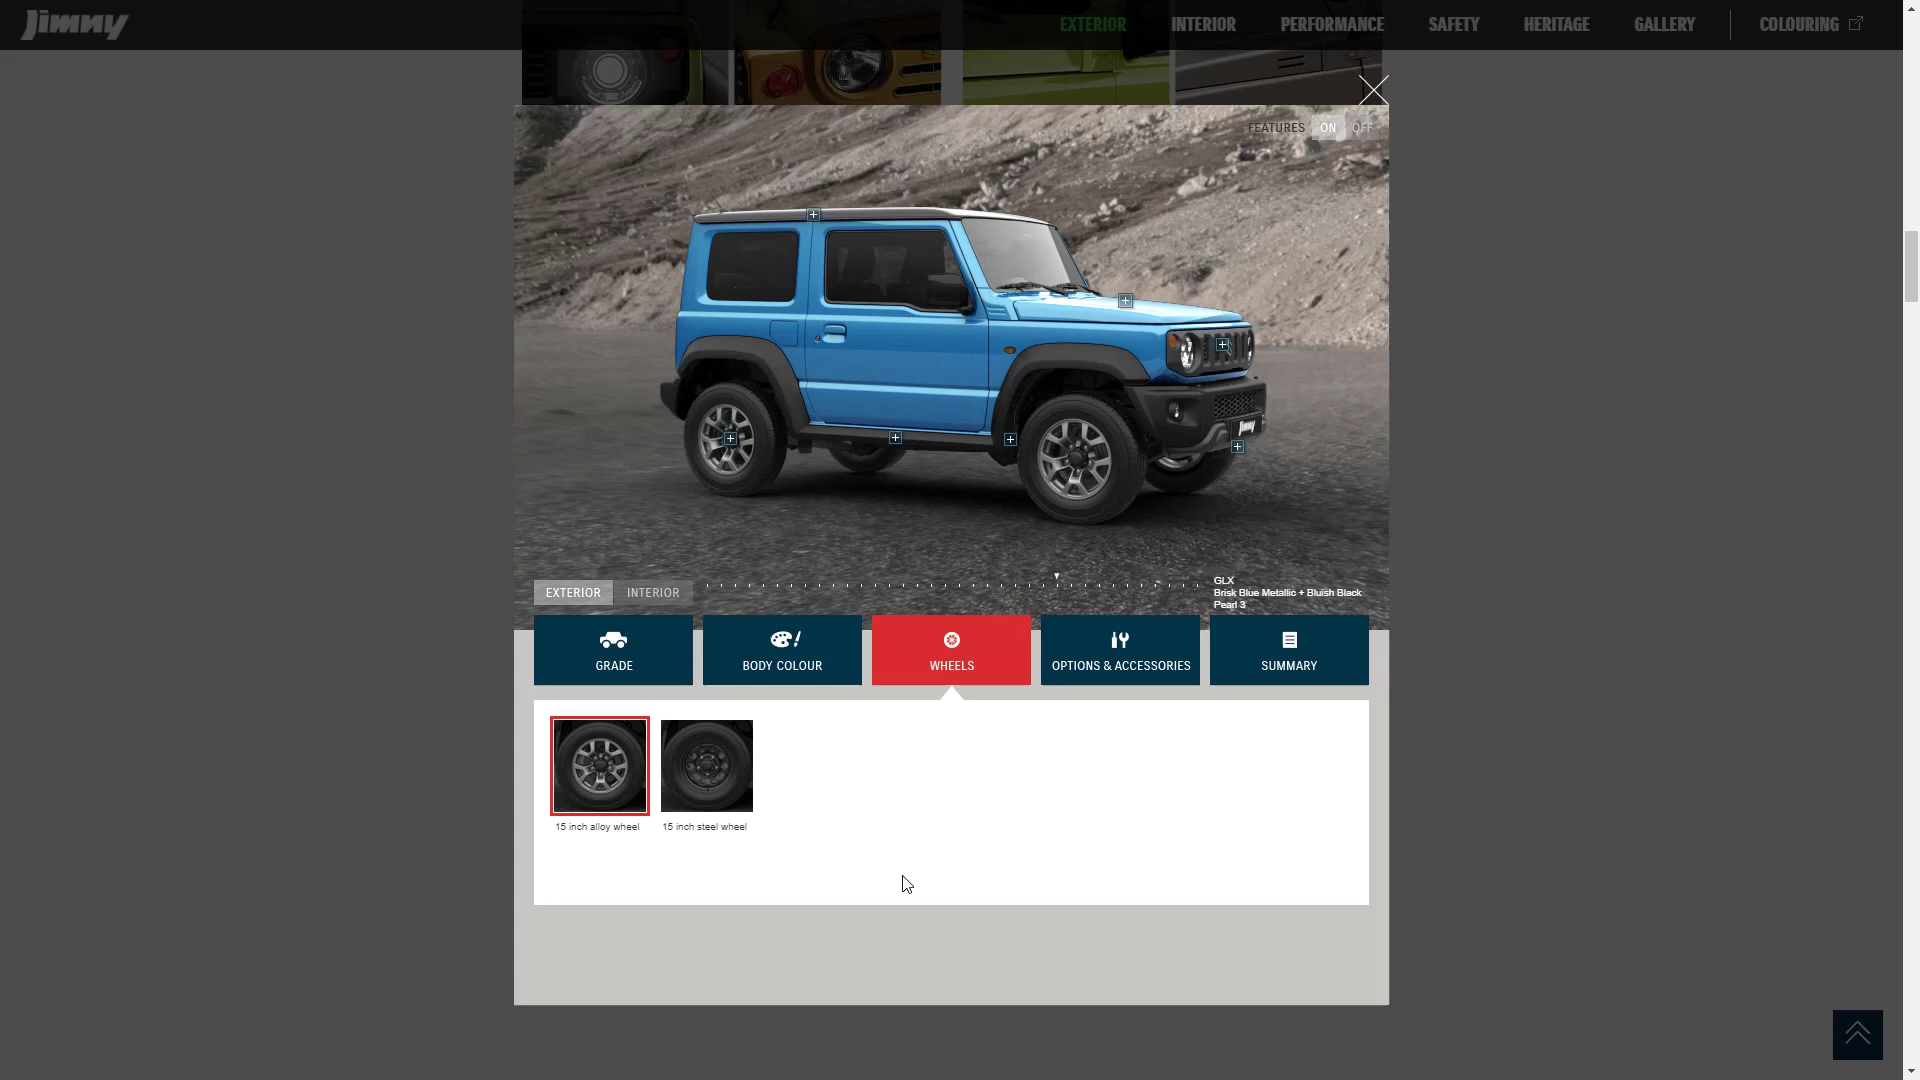 Jimny
EXTERIOR
INTERIOR
PERFORMANCE
SAFETY
HERITAGE
GALLERY
COLOURING
FEATURES ON OFF
Jimny
EXTERIOR
INTERIOR
GLX
Brisk Blue Metallic + Bluish Black
Pearl 3
GRADE
BODY COLOUR
WHEELS
OPTIONS & ACCESSORIES
SUMMARY
15 inch alloy wheel
15 inch steel wheel